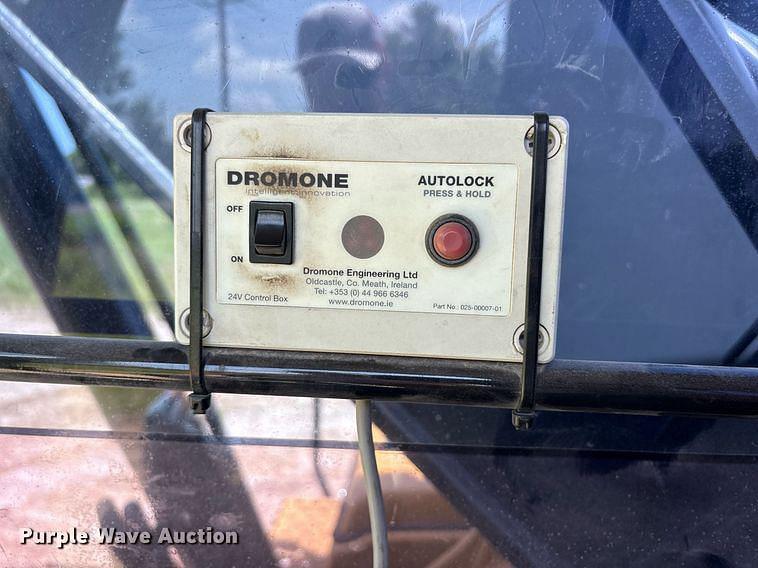 DROMONE
intelligent innovation
AUTOLOCK
PRESS & HOLD
OFF
ON
Dromone Engineering Ltd
Oldcastle, Co. Meath, Ireland
Tel: +353 (0) 44 966 6346
www.dromone.ie
24V Control Box
Part No : 025-00007-01
Purple Wave Auction